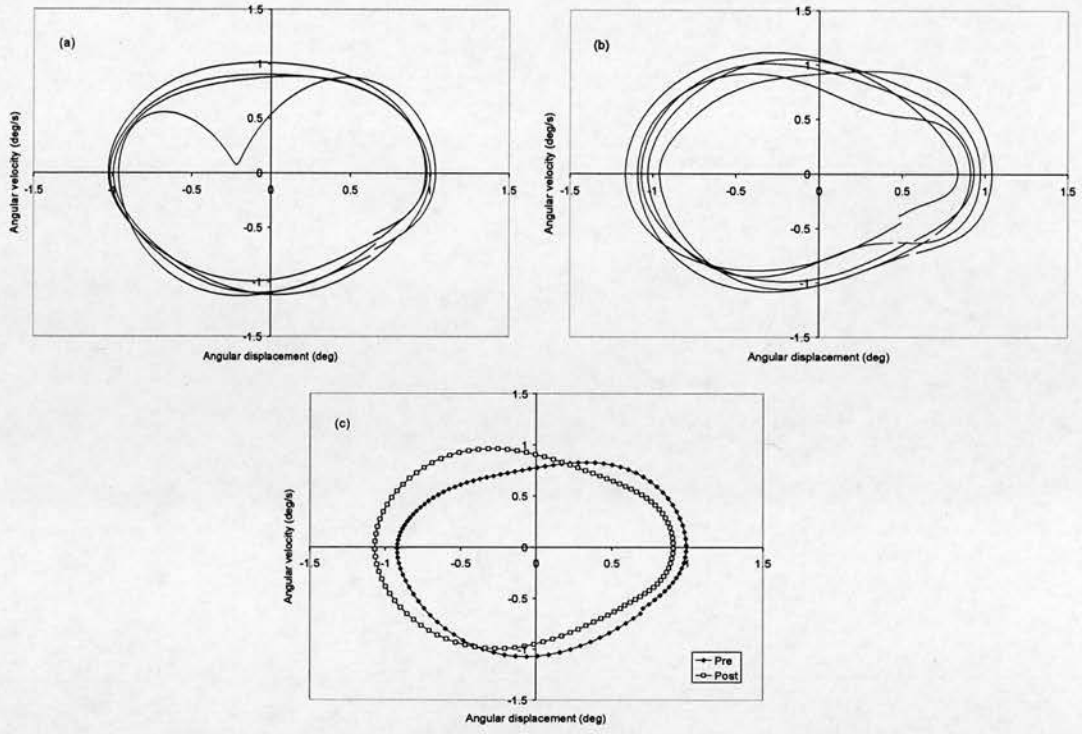 (a)
1.5
1
0.5
0
-0.5
-1
-1.5
-1.5 -1 -0.5 0 0.5 1 1.5
Angular velocity (deg/s)
Angular displacement (deg)
(b)
1.5
1
0.5
0
-0.5
-1
-1.5
-1.5 -1 -0.5 0 0.5 1 1.5
Angular velocity (deg/s)
Angular displacement (deg)
(c)
1.5
1
0.5
0
-0.5
-1
-1.5
-1.5 -1 -0.5 0 0.5 1 1.5
Angular velocity (deg/s)
Angular displacement (deg)
Pre
Post